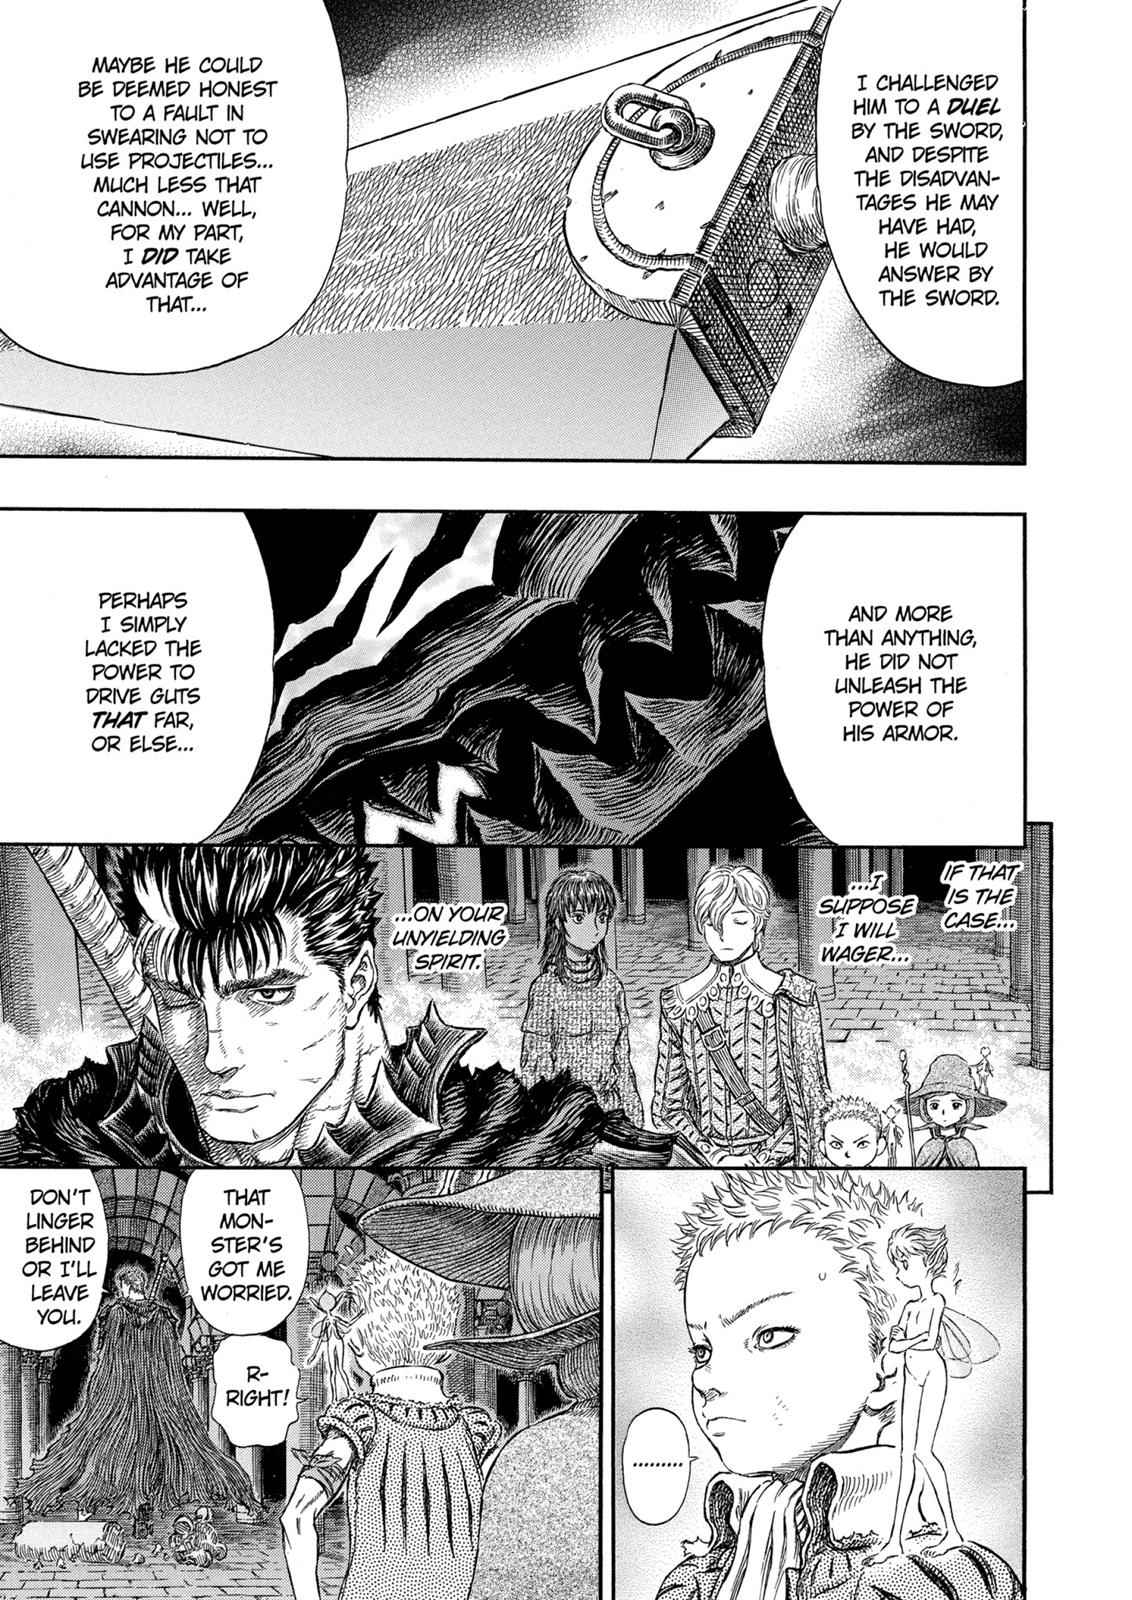 I CHALLENGED
HIM TO A DUEL
BY THE SWORD,
AND DESPITE
THE DISADVAN-
TAGES HE MAY
HAVE HAD,
HE WOULD
ANSWER BY
THE SWORD.
MAYBE HE COULD
BE DEEMED HONEST
TO A FAULT IN
SWEARING NOT TO
USE PROJECTILES...
MUCH LESS THAT
CANNON... WELL,
FOR MY PART,
I DID TAKE
ADVANTAGE OF
THAT...
AND MORE
THAN ANYTHING,
HE DID NOT
UNLEASH THE
POWER OF
HIS ARMOR.
PERHAPS
I SIMPLY
LACKED THE
POWER TO
DRIVE GUTS
THAT FAR,
OR ELSE...
IF THAT
IS THE
CASE...
...I
SUPPOSE
I WILL
WAGER...
...ON YOUR
UNYIELDING
SPIRIT.
..........
THAT
MON-
STER'S
GOT ME
WORRIED.
R-
RIGHT!
DON'T
LINGER
BEHIND
OR I'LL
LEAVE
YOU.